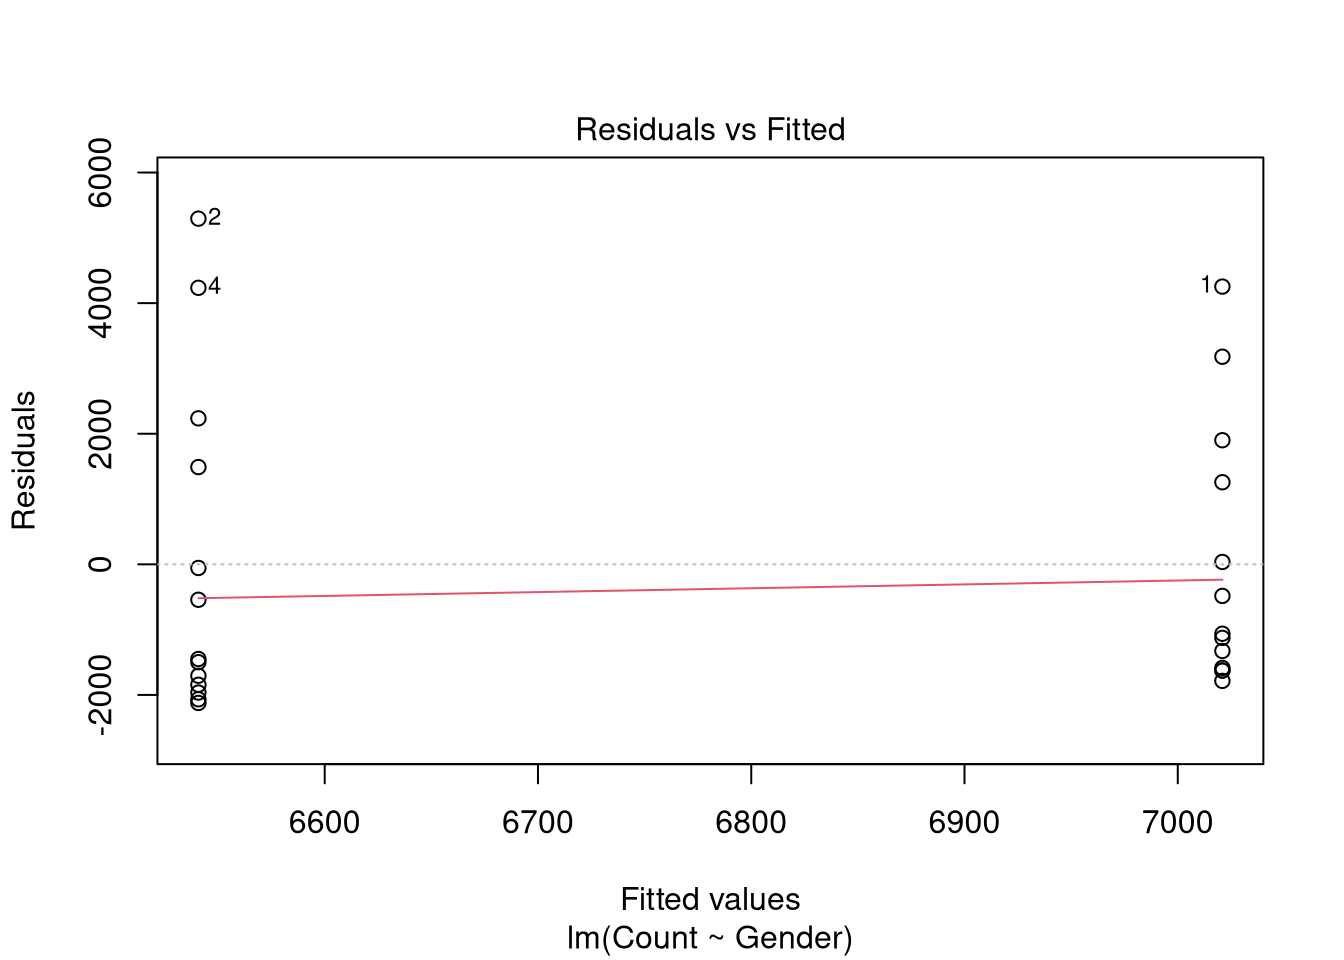 Residuals vs Fitted
6000
4000
2000
0
-2000
Residuals
2
4
1
6600 6700 6800 6900 7000
Fitted values
lm(Count ~ Gender)